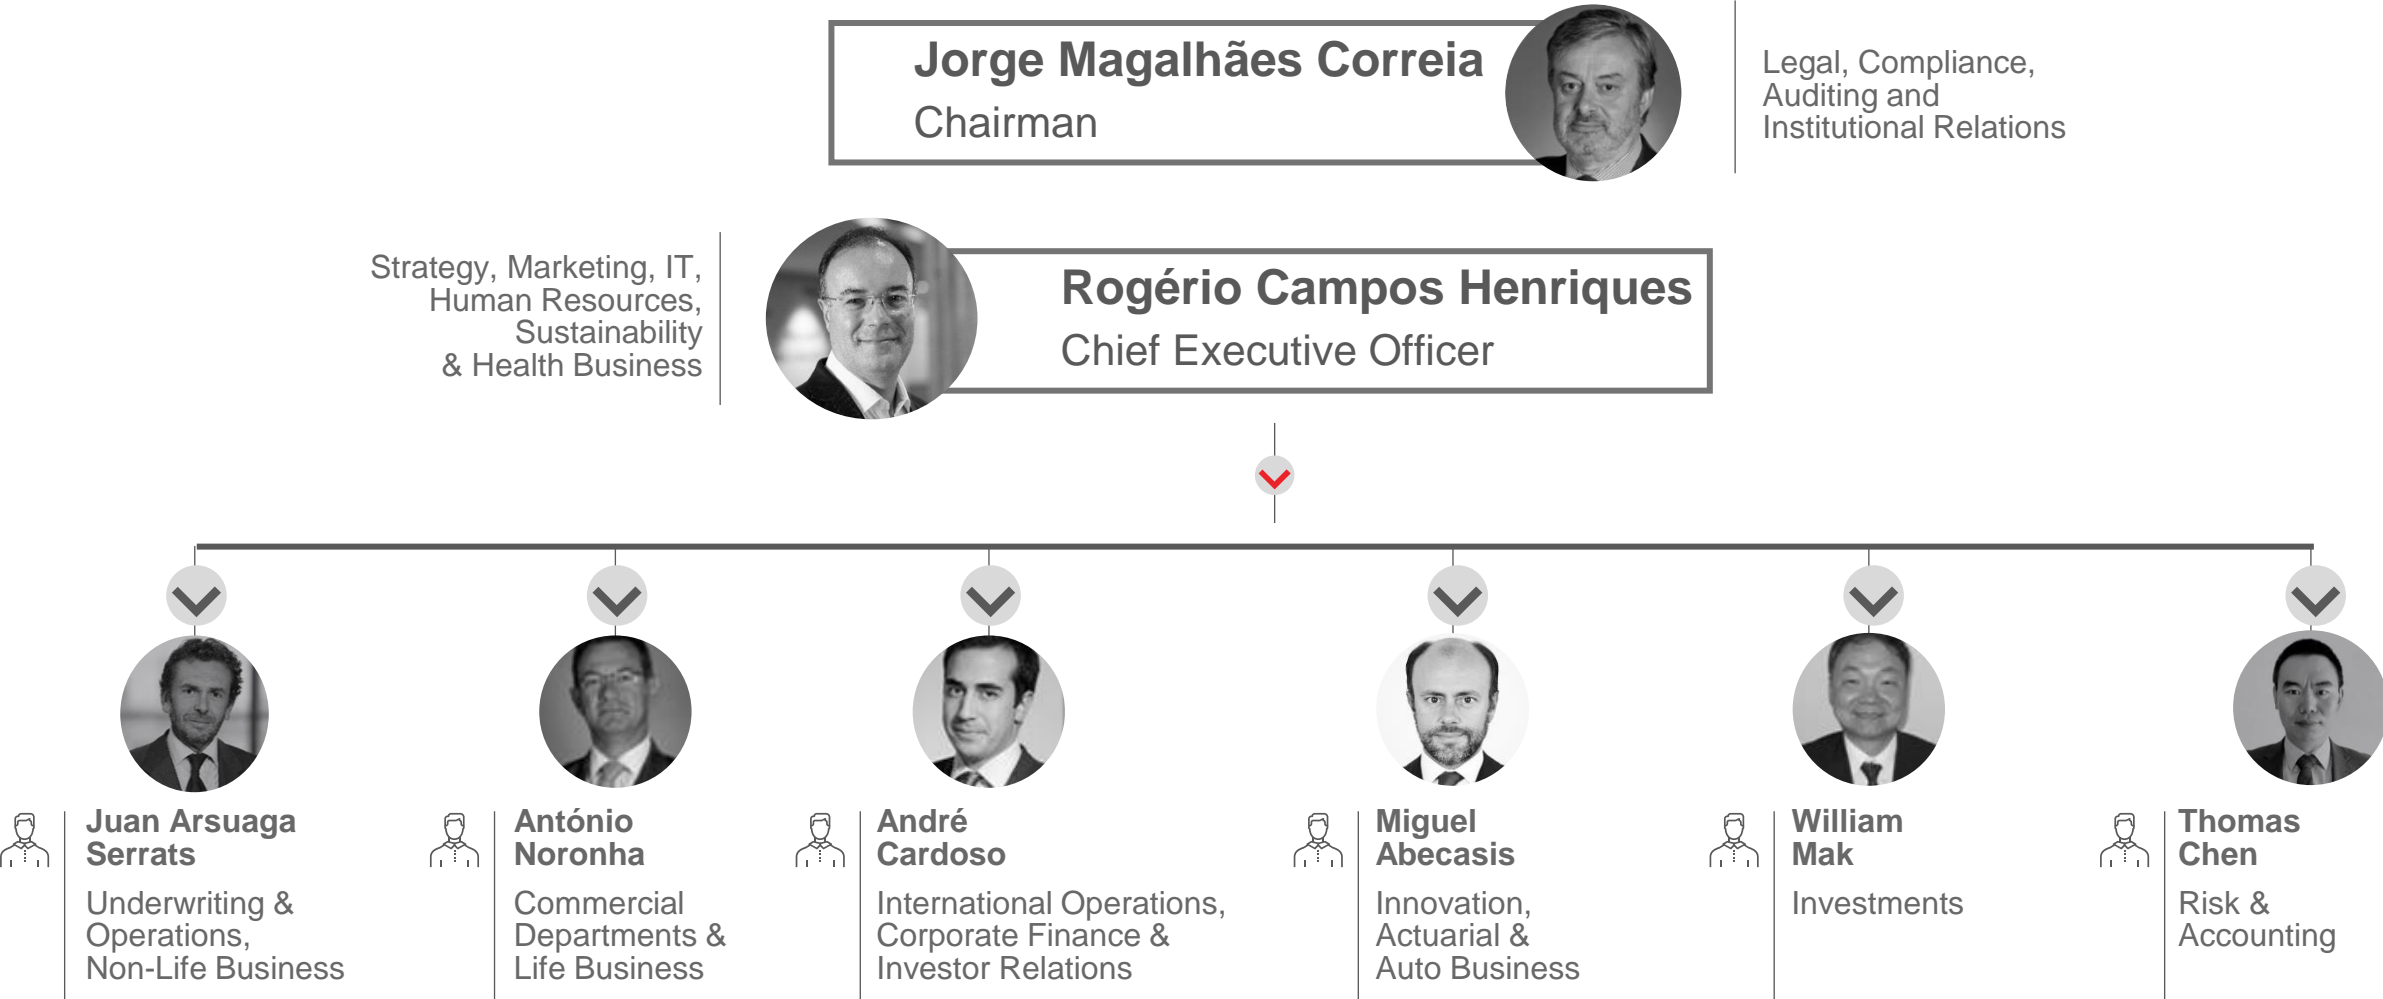 Jorge Magalhães Correia
Chairman
Legal, Compliance,
Auditing and
Institutional Relations
Strategy, Marketing, IT,
Human Resources,
Sustainability
& Health Business
Rogério Campos Henriques
Chief Executive Officer
Juan Arsuaga
Serrats
Underwriting &
Operations,
Non-Life Business
António
Noronha
Commercial
Departments &
Life Business
André
Cardoso
International Operations,
Corporate Finance &
Investor Relations
Miguel
Abecasis
Innovation,
Actuarial &
Auto Business
William
Mak
Investments
Thomas
Chen
Risk &
Accounting